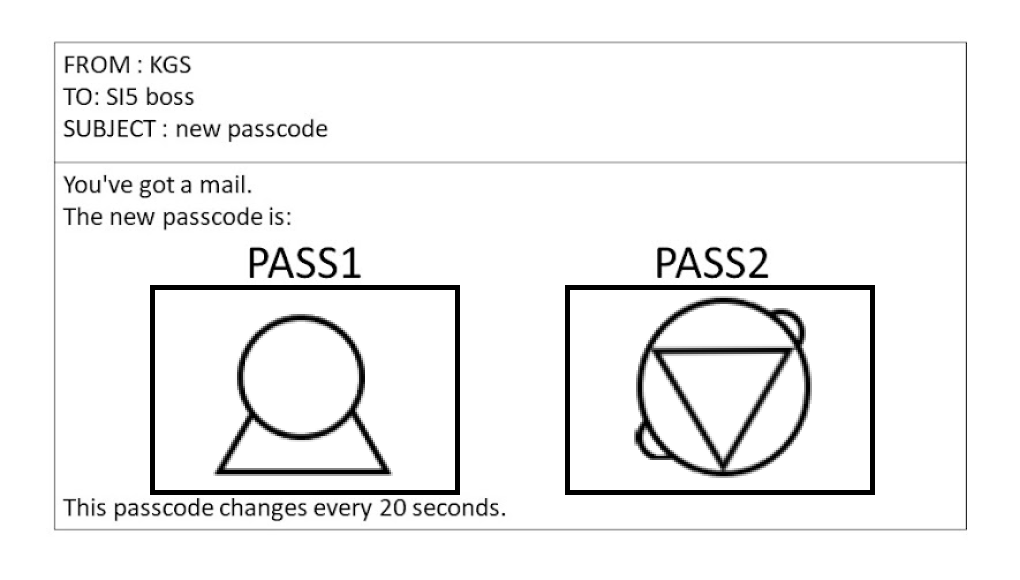 FROM : KGS
TO: SI5 boss
SUBJECT : new passcode
You've got a mail.
The new passcode is:
PASS1
PASS2
This passcode changes every 20 seconds.